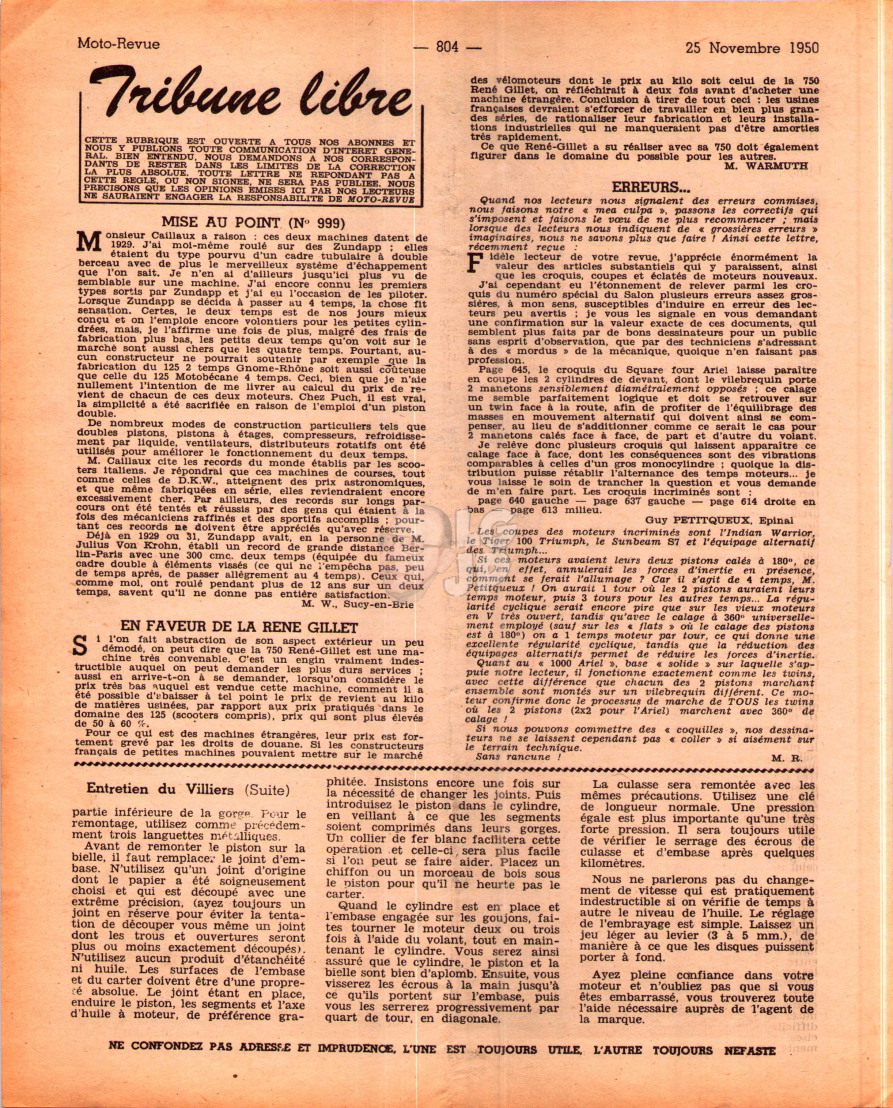 Moto-Revue
— 804 —
25 Novembre 1950
Tribune libre
CETTE RUBRIQUE EST OUVERTE A TOUS NOS ABONNES ET
NOUS Y PUBLIONS TOUTE COMMUNICATION D'INTERET GENE-
RAL. BIEN ENTENDU, NOUS DEMANDONS A NOS CORRESPON-
DANTS DE RESTER DANS LES LIMITES DE LA CORRECTION
LA PLUS ABSOLUE. TOUTE LETTRE NE REPONDANT PAS A
CETTE REGLE, OU NON SIGNEE, NE SERA PAS PUBLIEE. NOUS
PRECISONS QUE LES OPINIONS EMISES ICI PAR NOS LECTEURS
NE SAURAIENT ENGAGER LA RESPONSABILITE DE MOTO-REVUE
MISE AU POINT (N° 999)
Monsieur Caillaux a raison : ces deux machines datent de
1929. J'ai moi-même roulé sur des Zundapp : elles
étaient du type pourvu d'un cadre tubulaire à double
berceau avec de plus le merveilleux système d'échappement
que l'on sait. Je n'en ai d'ailleurs jusqu'ici plus vu de
semblable sur une machine. J'ai encore connu les premiers
types sortis par Zundapp et j'ai eu l'occasion de les piloter.
Lorsque Zundapp se décida à passer au 4 temps, la chose fit
sensation. Certes, le deux temps est de nos jours mieux
conçu et on l'emploie encore volontiers pour les petites cylin-
drées, mais, je l'affirme une fois de plus, malgré des frais de
fabrication plus bas, les petits deux temps qu'on voit sur le
marché sont aussi chers que les quatre temps. Pourtant, au-
cun constructeur ne pourrait soutenir par exemple que la
fabrication du 125 2 temps Gnome-Rhône soit aussi coûteuse
que celle du 125 Motobécane 4 temps. Ceci, bien que je n'aie
nullement l'intention de me livrer au calcul du prix de re-
vient de chacun de ces deux moteurs. Chez Puch, il est vrai,
la simplicité a été sacrifiée en raison de l'emploi d'un piston
double.
De nombreux modes de construction particuliers tels que
doubles pistons, pistons à étages, compresseurs, refroidisse-
ment par liquide, ventilateurs, distributeurs rotatifs ont été
utilisés pour améliorer le fonctionnement du deux temps.
M. Caillaux cite les records du monde établis par les scoo-
ters italiens. Je répondrai que ces machines de courses, tout
comme celles de D.K.W., atteignent des prix astronomiques,
et que même fabriquées en série, elles reviendraient encore
excessivement cher. Par ailleurs, des records sur longs par-
cours ont été tentés et réussis par des gens qui étaient à la
fois des mécaniciens raffinés et des sportifs accomplis ; pour-
tant ces records ne doivent être appréciés qu'avec réserve.
Déjà en 1929 ou 31, Zundapp avait, en la personne de M.
Julius Von Krohn, établi un record de grande distance Ber-
lin-Paris avec une 300 cmc. deux temps (équipée du fameux
cadre double à éléments vissés (ce qui ne l'empêcha pas, peu
de temps après, de passer allégrement au 4 temps). Ceux qui,
comme moi, ont roulé pendant plus de 12 ans sur un deux
temps, savent qu'il ne donne pas entière satisfaction.
M. W., Sucy-en-Brie
EN FAVEUR DE LA RENE GILLET
Si l'on fait abstraction de son aspect extérieur un peu
démodé, on peut dire que la 750 René-Gillet est une ma-
chine très convenable. C'est un engin vraiment indes-
tructible auquel on peut demander les plus durs services ;
aussi en arrive-t-on à se demander, lorsqu'on considère le
prix très bas auquel est vendue cette machine, comment il a
été possible d'abaisser à tel point le prix de revient au kilo
de matières usinées, par rapport aux prix pratiqués dans le
domaine des 125 (scooters compris), prix qui sont plus élevés
de 50 à 60 %.
Pour ce qui est des machines étrangères, leur prix est for-
tement grevé par les droits de douane. Si les constructeurs
français de petites machines pouvaient mettre sur le marché
des vélomoteurs dont le prix au kilo soit celui de la 750
René Gillet, on réfléchirait à deux fois avant d'acheter une
machine étrangère. Conclusion à tirer de tout ceci : les usines
françaises devraient s'efforcer de travailler en bien plus gran-
des séries, de rationaliser leur fabrication et leurs installa-
tions industrielles qui ne manqueraient pas d'être amorties
très rapidement.
Ce que René-Gillet a su réaliser avec sa 750 doit également
figurer dans le domaine du possible pour les autres.
M. WARMUTH
ERREURS...
Quand nos lecteurs nous signalent des erreurs commises,
nous faisons notre « mea culpa », passons les correctifs qui
s'imposent et faisons le vœu de ne plus recommencer ; mais
lorsque des lecteurs nous indiquent de « grossières erreurs »
imaginaires, nous ne savons plus que faire ! Ainsi cette lettre,
récemment reçue :
Fidèle lecteur de votre revue, j'apprécie énormément la
valeur des articles substantiels qui y paraissent, ainsi
que les croquis, coupes et éclatés de moteurs nouveaux.
J'ai cependant eu l'étonnement de relever parmi les cro-
quis du numéro spécial du Salon plusieurs erreurs assez gros-
sières, à mon sens, susceptibles d'induire en erreur des lec-
teurs peu avertis ; je vous les signale en vous demandant
une confirmation sur la valeur exacte de ces documents, qui
semblent plus faits par de bons dessinateurs pour un public
sans esprit d'observation, que par des techniciens s'adressant
à des « mordus » de la mécanique, quoique n'en faisant pas
profession.
Page 645, le croquis du Square four Ariel laisse paraître
en coupe les 2 cylindres de devant, dont le vilebrequin porte
2 manetons sensiblement diamétralement opposés ; ce calage
me semble parfaitement logique et doit se retrouver sur
un twin face à la route, afin de profiter de l'équilibrage des
masses en mouvement alternatif qui doivent ainsi se com-
penser, au lieu de s'additionner comme ce serait le cas pour
2 manetons calés face à face, de part et d'autre du volant.
Je relève donc plusieurs croquis qui laissent apparaître ce
calage face à face, dont les conséquences sont des vibrations
comparables à celles d'un gros monocylindre ; quoique la dis-
tribution puisse rétablir l'alternance des temps moteurs... je
vous laisse le soin de trancher la question et vous demande
de m'en faire part. Les croquis incriminés sont :
page 640 gauche — page 637 gauche — page 614 droite en
bas — page 613 milieu.
Guy PETITQUEUX, Epinal
Les coupes des moteurs incriminés sont l'Indian Warrior,
le Tiger 100 Triumph, le Sunbeam S7 et l'équipage alternatif
des Triumph...
Si ces moteurs avaient leurs deux pistons calés à 180°, ce
qui, en effet, annulerait les forces d'inertie en présence,
comment se ferait l'allumage ? Car il s'agit de 4 temps, M.
Petitqueux ! On aurait 1 tour où les 2 pistons auraient leurs
temps moteur, puis 3 tours pour les autres temps... La régu-
larité cyclique serait encore pire que sur les vieux moteurs
en V très ouvert, tandis qu'avec le calage à 360° universelle-
ment employé (sauf sur les « flats » où le calage des pistons
est à 180°) on a 1 temps moteur par tour, ce qui donne une
excellente régularité cyclique, tandis que la réduction des
équipages alternatifs permet de réduire les forces d'inertie.
Quant au « 1000 Ariel », base « solide » sur laquelle s'ap-
puie notre lecteur, il fonctionne exactement comme les twins,
avec cette différence que chacun des 2 pistons marchant
ensemble sont montés sur un vilebrequin différent. Ce mo-
teur confirme donc le processus de marche de TOUS les twins
où les 2 pistons (2x2 pour l'Ariel) marchent avec 360° de
calage !
Si nous pouvons commettre des « coquilles », nos dessina-
teurs ne se laissent cependant pas « coller » si aisément sur
le terrain technique.
Sans rancune !
M. R.
Entretien du Villiers (Suite)
partie inférieure de la gorge. Pour le
remontage, utilisez comme précédem-
ment trois languettes métalliques.
Avant de remonter le piston sur la
bielle, il faut remplacer le joint d'em-
base. N'utilisez qu'un joint d'origine
dont le papier a été soigneusement
choisi et qui est découpé avec une
extrême précision, (ayez toujours un
joint en réserve pour éviter la tenta-
tion de découper vous même un joint
dont les trous et ouvertures seront
plus ou moins exactement découpés).
N'utilisez aucun produit d'étanchéité
ni huile. Les surfaces de l'embase
et du carter doivent être d'une propre-
té absolue. Le joint étant en place,
enduire le piston, les segments et l'axe
d'huile à moteur, de préférence gra-
phitée. Insistons encore une fois sur
la nécessité de changer les joints. Puis
introduisez le piston dans le cylindre,
en veillant à ce que les segments
soient comprimés dans leurs gorges.
Un collier de fer blanc facilitera cette
opération et celle-ci sera plus facile
si l'on peut se faire aider. Placez un
chiffon ou un morceau de bois sous
le piston pour qu'il ne heurte pas le
carter.
Quand le cylindre est en place et
l'embase engagée sur les goujons, fai-
tes tourner le moteur deux ou trois
fois à l'aide du volant, tout en main-
tenant le cylindre. Vous serez ainsi
assuré que le cylindre, le piston et la
bielle sont bien d'aplomb. Ensuite, vous
visserez les écrous à la main jusqu'à
ce qu'ils portent sur l'embase, puis
vous les serrerez progressivement par
quart de tour, en diagonale.
La culasse sera remontée avec les
mêmes précautions. Utilisez une clé
de longueur normale. Une pression
égale est plus importante qu'une très
forte pression. Il sera toujours utile
de vérifier le serrage des écrous de
culasse et d'embase après quelques
kilomètres.
Nous ne parlerons pas du change-
ment de vitesse qui est pratiquement
indestructible si on vérifie de temps à
autre le niveau de l'huile. Le réglage
de l'embrayage est simple. Laissez un
jeu léger au levier (3 à 5 mm.), de
manière à ce que les disques puissent
porter à fond.
Ayez pleine confiance dans votre
moteur et n'oubliez pas que si vous
êtes embarrassé, vous trouverez toute
l'aide nécessaire auprès de l'agent de
la marque.
NE CONFONDEZ PAS ADRESSE ET IMPRUDENCE, L'UNE EST TOUJOURS UTILE, L'AUTRE TOUJOURS NEFASTE